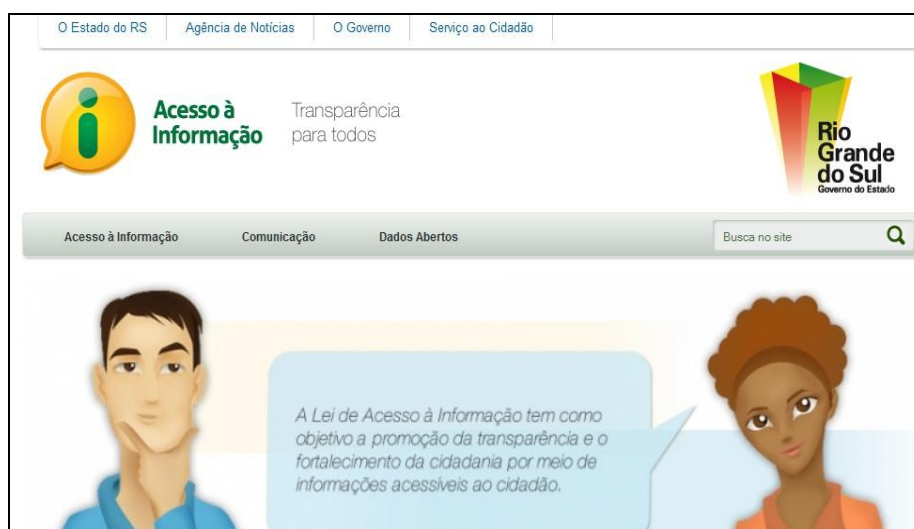 O Estado do RS Agência de Notícias O Governo Serviço ao Cidadão
Acesso à
Informação
Transparência
para todos
Rio
Grande
do Sul
Governo do Estado
Acesso à Informação Comunicação Dados Abertos Busca no site
A Lei de Acesso à Informação tem como
objetivo a promoção da transparência e o
fortalecimento da cidadania por meio de
informações acessíveis ao cidadão.